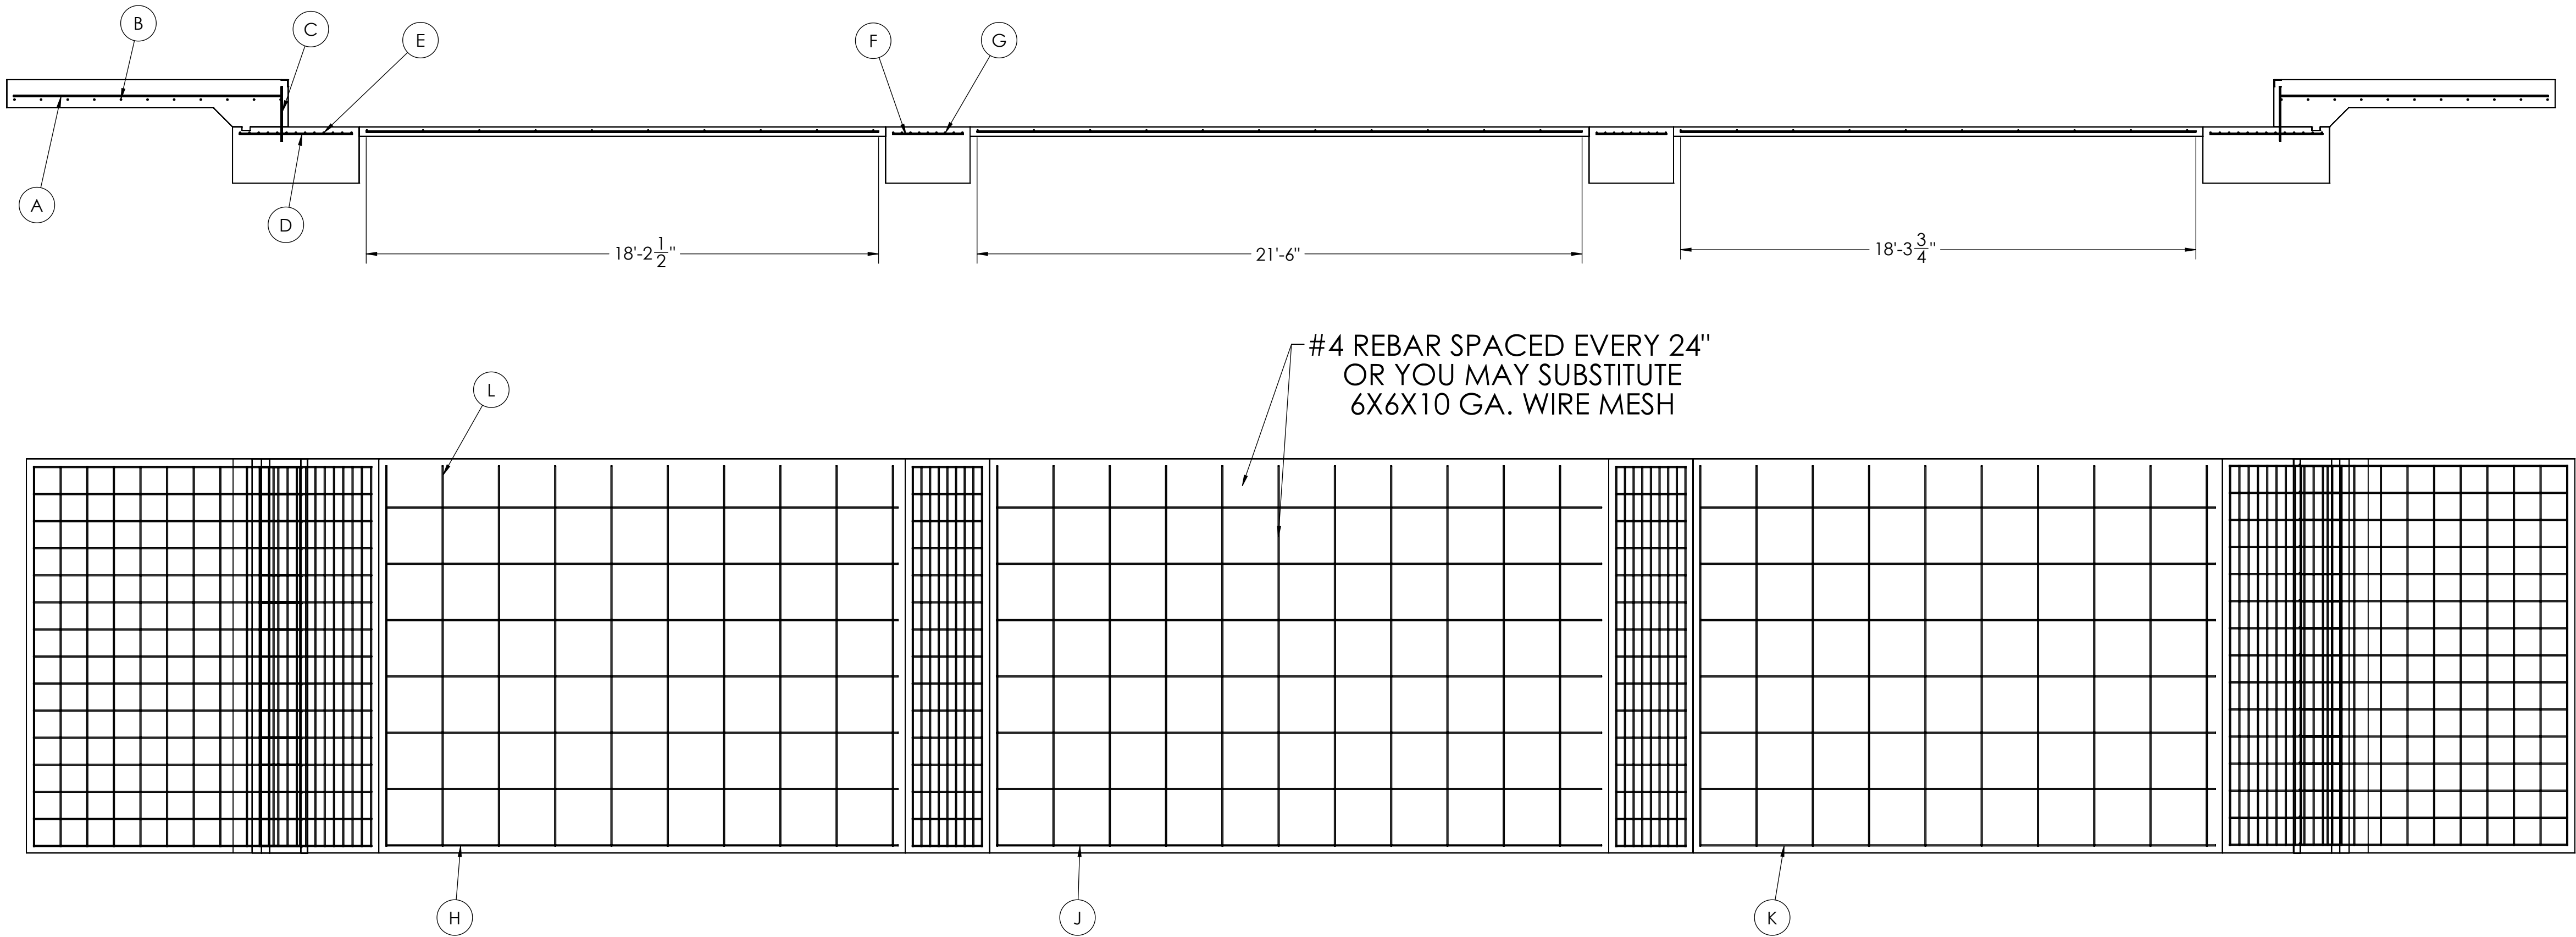 B
C
E
F
G
A
D
18'-2 1/2"
21'-6"
18'-3 3/4"
#4 REBAR SPACED EVERY 24"
OR YOU MAY SUBSTITUTE
6X6X10 GA. WIRE MESH
L
H
J
K